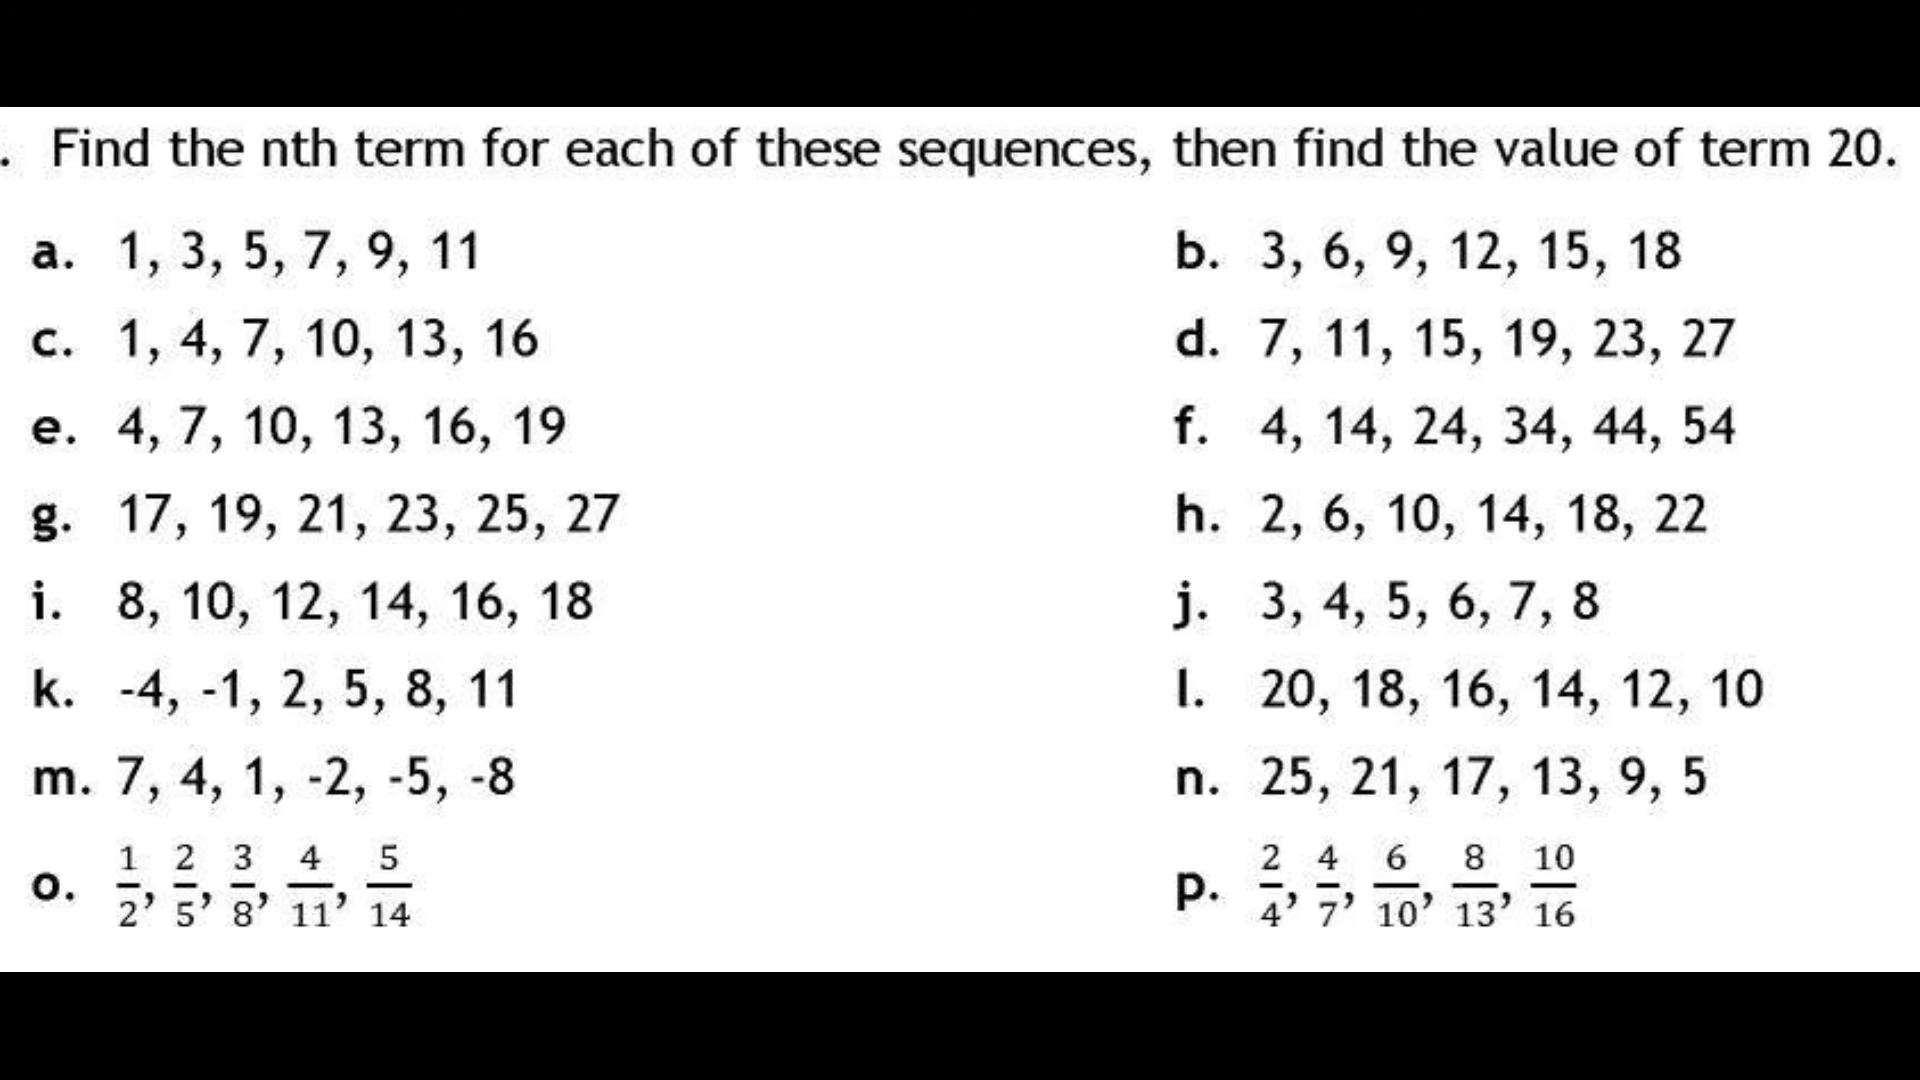 . Find the nth term for each of these sequences, then find the value of term 20.
a. 1, 3, 5, 7, 9, 11
b. 3, 6, 9, 12, 15, 18
c. 1, 4, 7, 10, 13, 16
d. 7, 11, 15, 19, 23, 27
e. 4, 7, 10, 13, 16, 19
f. 4, 14, 24, 34, 44, 54
g. 17, 19, 21, 23, 25, 27
h. 2, 6, 10, 14, 18, 22
i. 8, 10, 12, 14, 16, 18
j. 3, 4, 5, 6, 7, 8
k. -4, -1, 2, 5, 8, 11
l. 20, 18, 16, 14, 12, 10
m. 7, 4, 1, -2, -5, -8
n. 25, 21, 17, 13, 9, 5
o. 1/2, 2/5, 3/8, 4/11, 5/14
p. 2/4, 4/7, 6/10, 8/13, 10/16